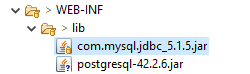 WEB-INF
lib
com.mysql.jdbc_5.1.5.jar
postgresql-42.2.6.jar